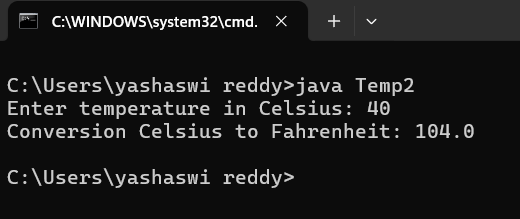 C:\WINDOWS\system32\cmd.
C:\Users\yashaswi reddy>java Temp2
Enter temperature in Celsius: 40
Conversion Celsius to Fahrenheit: 104.0
C:\Users\yashaswi reddy>